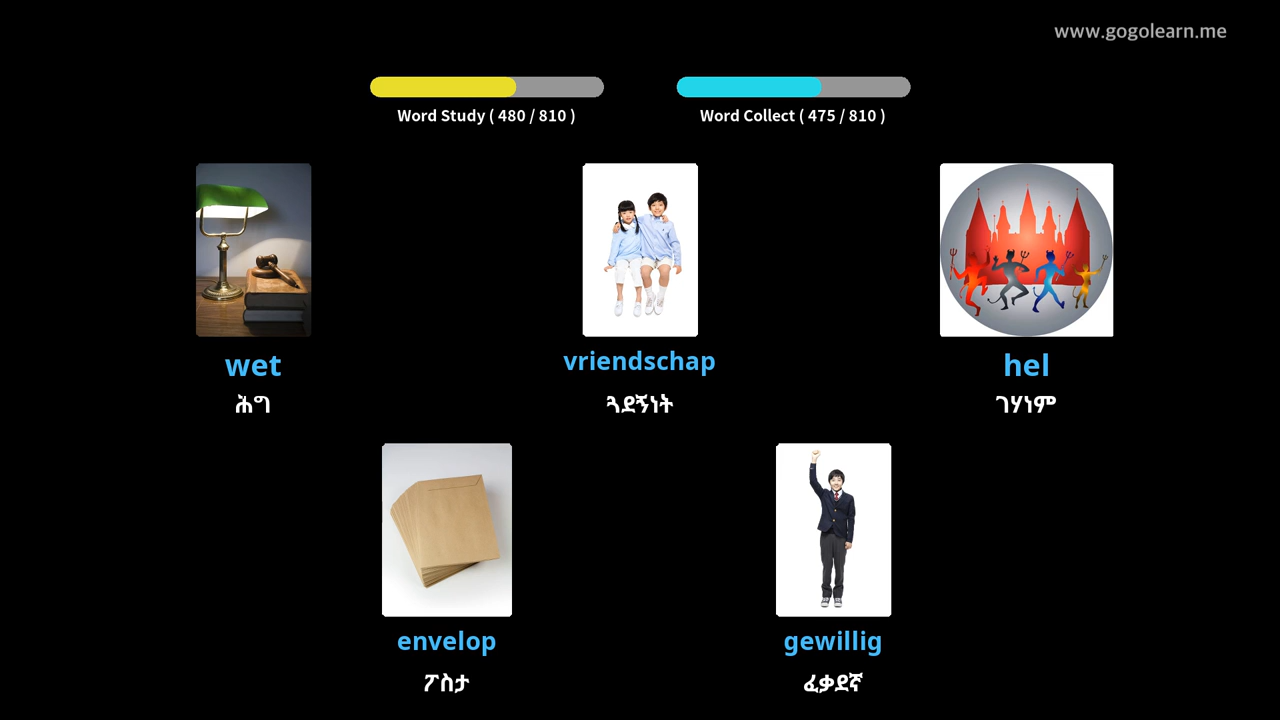 www.gogolearn.me
Word Study ( 480 / 810 )
Word Collect ( 475 / 810 )
wet
ሕግ
vriendschap
ጓደኝነት
hel
ገሃነም
envelop
ፖስታ
gewillig
ፈቃደኛ